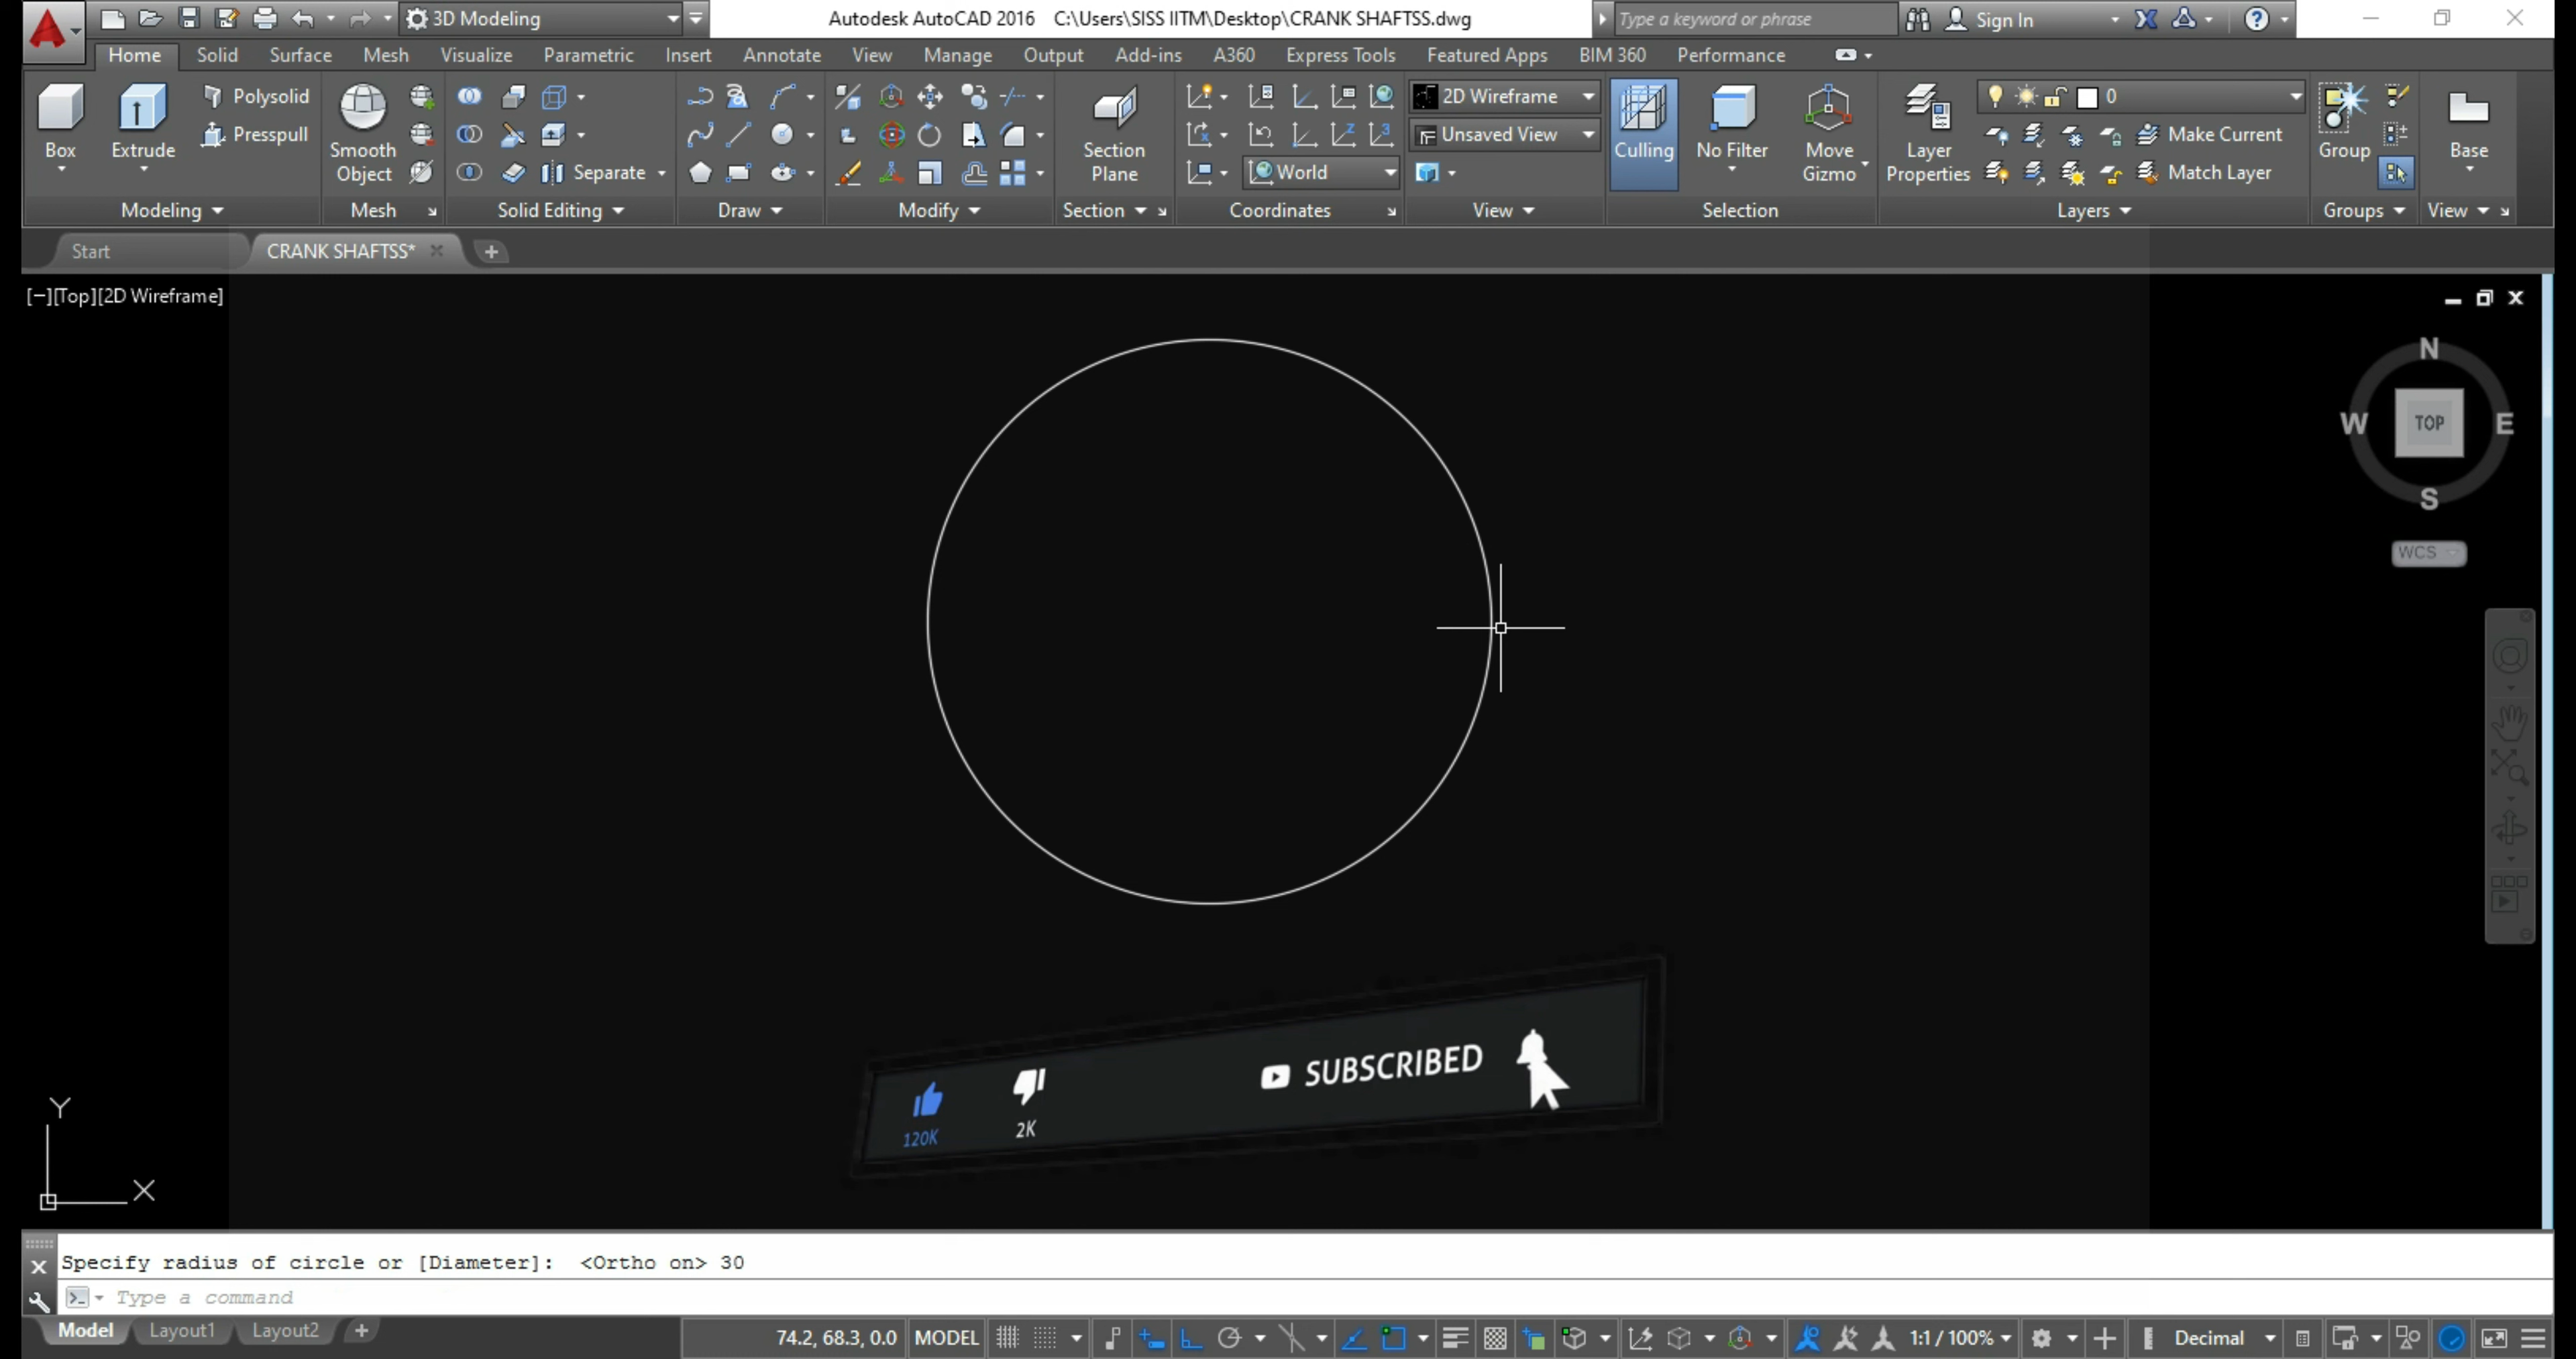 3D Modeling
Autodesk AutoCAD 2016 C:\Users\SISS IITM\Desktop\CRANK SHAFTSS.dwg
Type a keyword or phrase
Sign In
Home Solid Surface Mesh Visualize Parametric Insert Annotate View Manage Output Add-ins A360 Express Tools Featured Apps BIM 360 Performance
Polysolid
2D Wireframe
0
Presspull
Unsaved View
Make Current
Box
Extrude
Smooth
Object
Separate
Section
Plane
World
Culling
No Filter
Move
Gizmo
Layer
Properties
Match Layer
Group
Base
Modeling Mesh Solid Editing Draw Modify Section Coordinates View Selection Layers Groups View
Start CRANK SHAFTSS*
[−][Top][2D Wireframe]
N
W TOP E
S
WCS
SUBSCRIBED
120K
2K
Y
X
Specify radius of circle or [Diameter]: <Ortho on> 30
Type a command
Model Layout1 Layout2
74.2, 68.3, 0.0 MODEL 1:1 / 100% Decimal